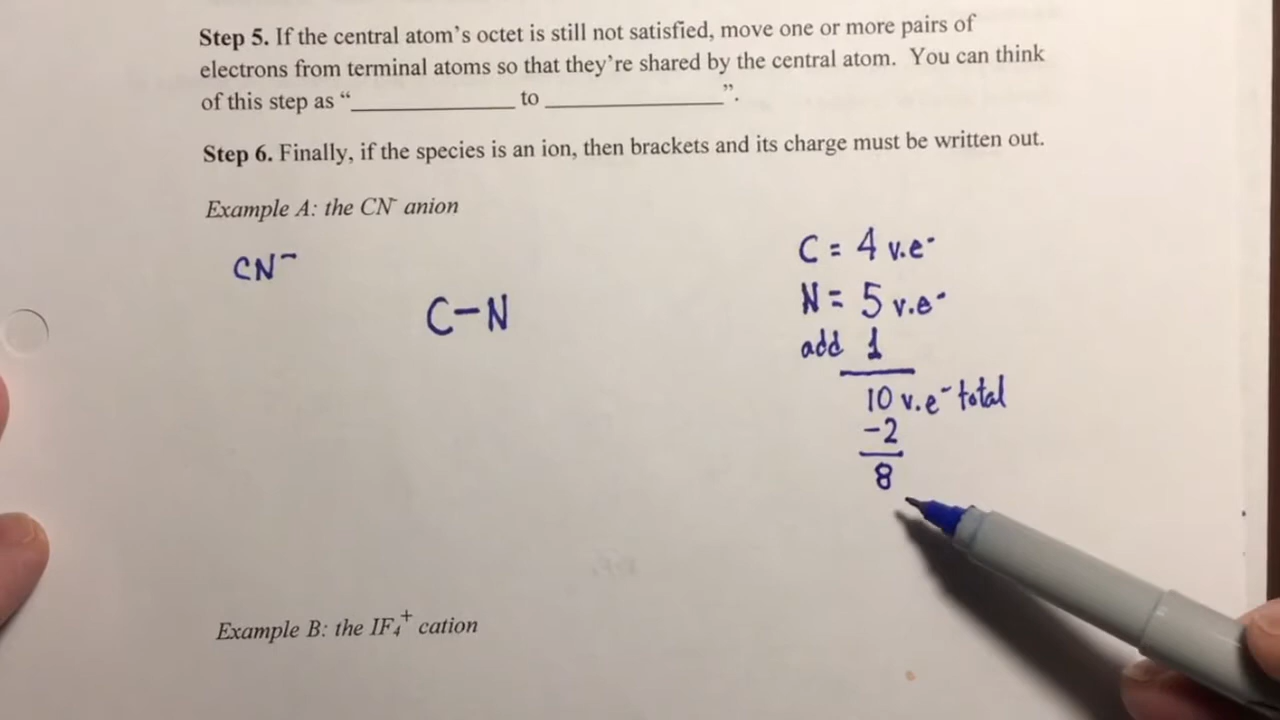 Step 5. If the central atom's octet is still not satisfied, move one or more pairs of
electrons from terminal atoms so that they're shared by the central atom. You can think
of this step as “_______________ to ________________”.
Step 6. Finally, if the species is an ion, then brackets and its charge must be written out.
Example A: the CN⁻ anion
CN⁻
C–N
C = 4 v.e⁻
N = 5 v.e⁻
add 1
10 v.e⁻ total
-2
8
Example B: the IF₄⁺ cation